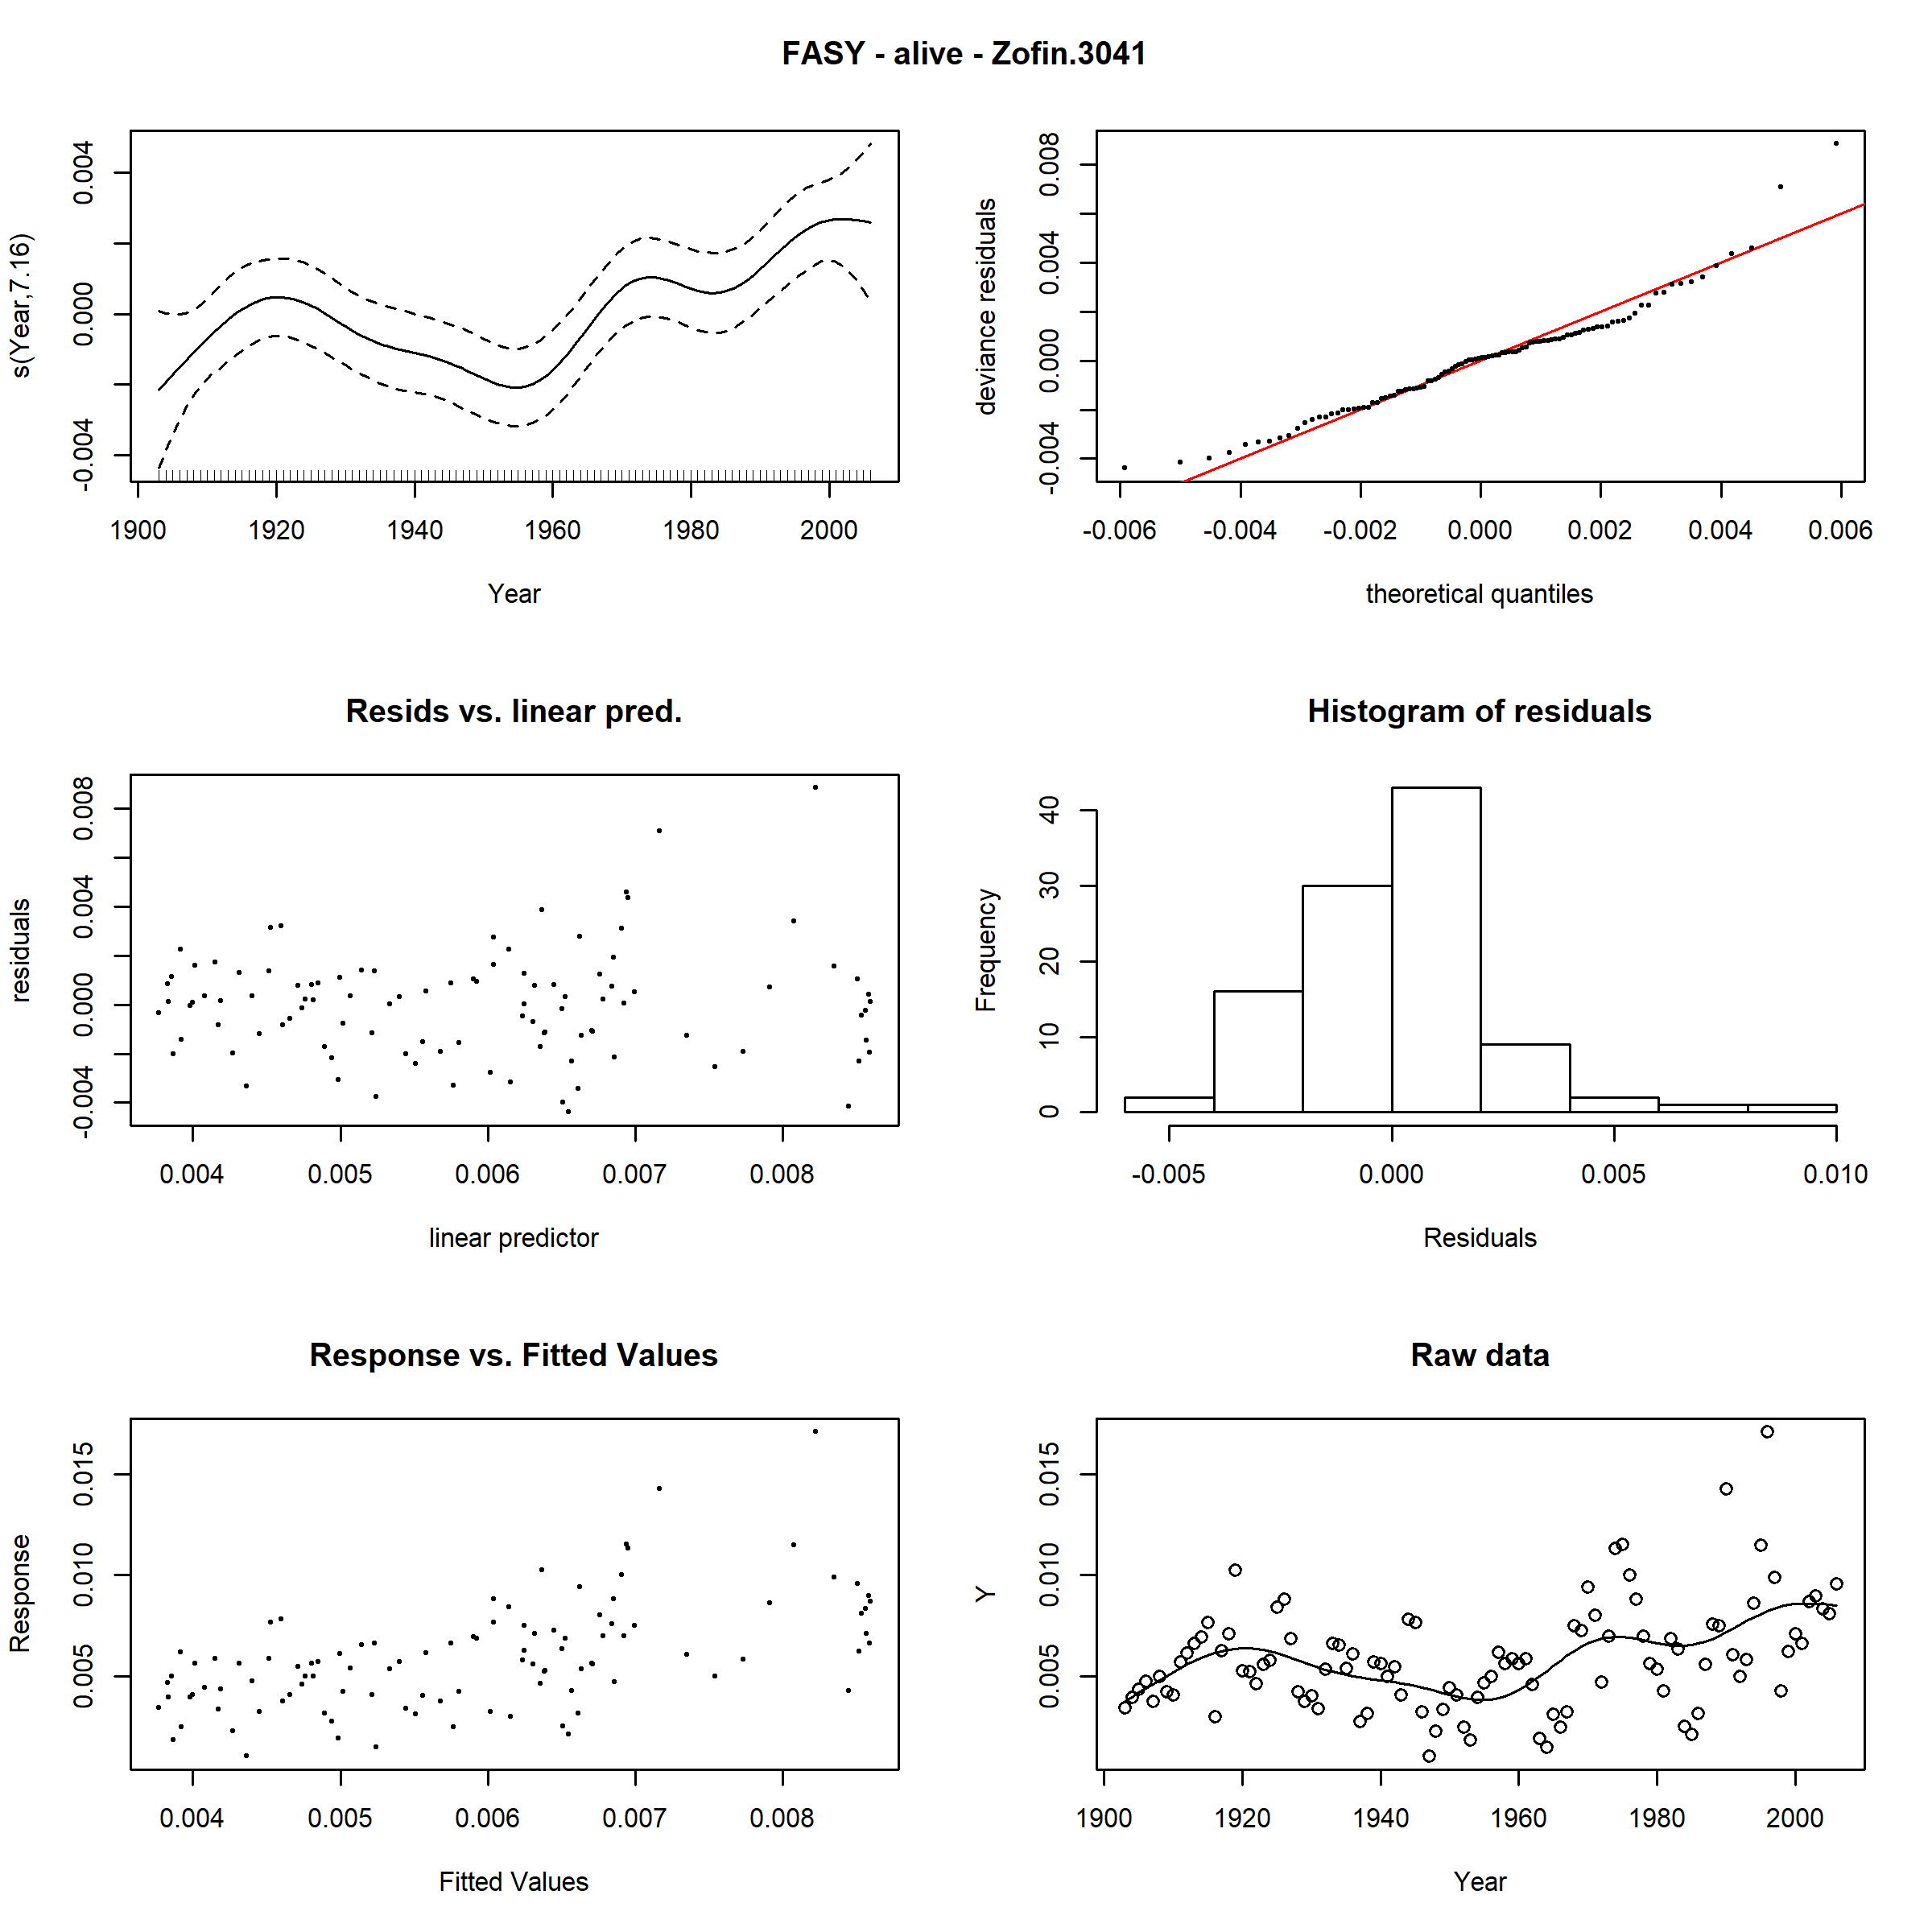 FASY - alive - Zofin.3041
s(Year,7.16)
-0.004 0.000 0.004
1900 1920 1940 1960 1980 2000
Year
deviance residuals
-0.004 0.000 0.004 0.008
-0.006 -0.004 -0.002 0.000 0.002 0.004 0.006
theoretical quantiles
Resids vs. linear pred.
residuals
-0.004 0.000 0.004 0.008
0.004 0.005 0.006 0.007 0.008
linear predictor
Histogram of residuals
Frequency
0 10 20 30 40
-0.005 0.000 0.005 0.010
Residuals
Response vs. Fitted Values
Response
0.005 0.010 0.015
0.004 0.005 0.006 0.007 0.008
Fitted Values
Raw data
Y
0.005 0.010 0.015
1900 1920 1940 1960 1980 2000
Year